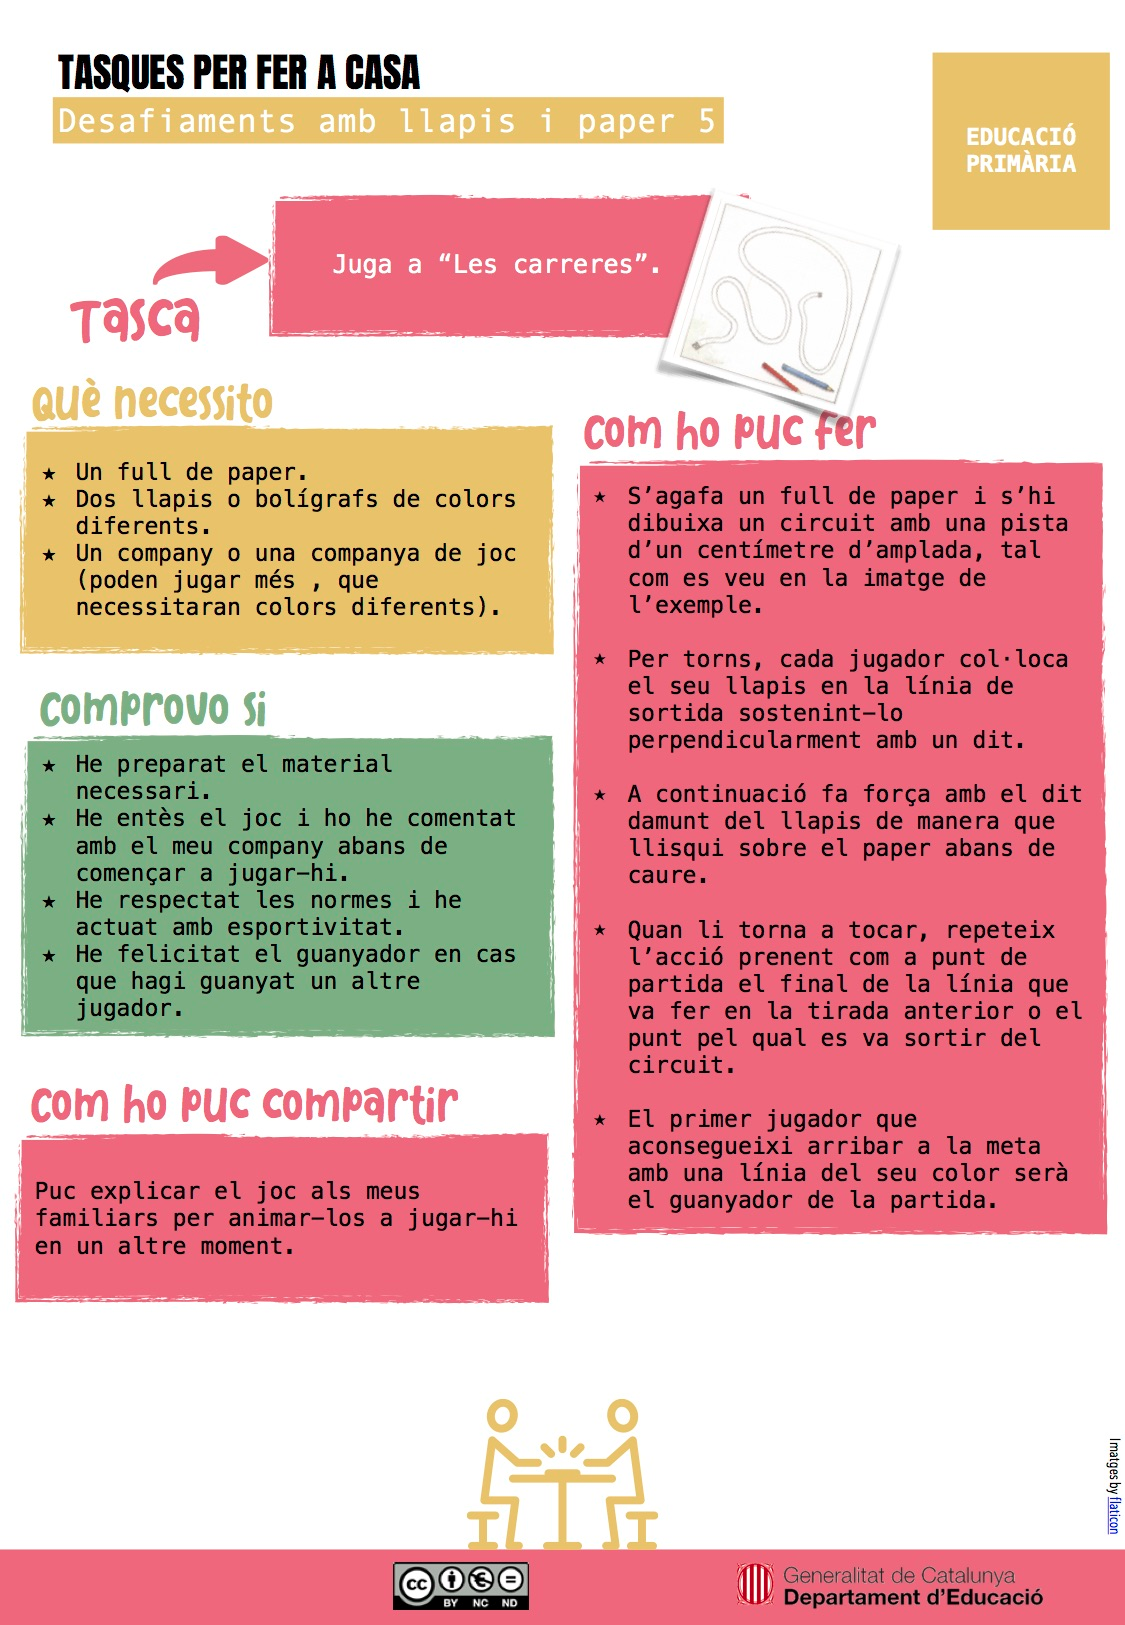 TASQUES PER FER A CASA
Desafiaments amb llapis i paper 5
EDUCACIÓ
PRIMÀRIA
Juga a “Les carreres”.
Tasca
Què necessito
★ Un full de paper.
★ Dos llapis o bolígrafs de colors
diferents.
★ Un company o una companya de joc
(poden jugar més , que
necessitaran colors diferents).
Comprovo si
★ He preparat el material
necessari.
★ He entès el joc i ho he comentat
amb el meu company abans de
començar a jugar-hi.
★ He respectat les normes i he
actuat amb esportivitat.
★ He felicitat el guanyador en cas
que hagi guanyat un altre
jugador.
Com ho puc compartir
Puc explicar el joc als meus
familiars per animar-los a jugar-hi
en un altre moment.
Com ho puc fer
★ S’agafa un full de paper i s’hi
dibuixa un circuit amb una pista
d’un centímetre d’amplada, tal
com es veu en la imatge de
l’exemple.
★ Per torns, cada jugador col·loca
el seu llapis en la línia de
sortida sostenint-lo
perpendicularment amb un dit.
★ A continuació fa força amb el dit
damunt del llapis de manera que
llisqui sobre el paper abans de
caure.
★ Quan li torna a tocar, repeteix
l’acció prenent com a punt de
partida el final de la línia que
va fer en la tirada anterior o el
punt pel qual es va sortir del
circuit.
★ El primer jugador que
aconsegueixi arribar a la meta
amb una línia del seu color serà
el guanyador de la partida.
Imatges by flaticon
cc
BY NC ND
Generalitat de Catalunya
Departament d’Educació